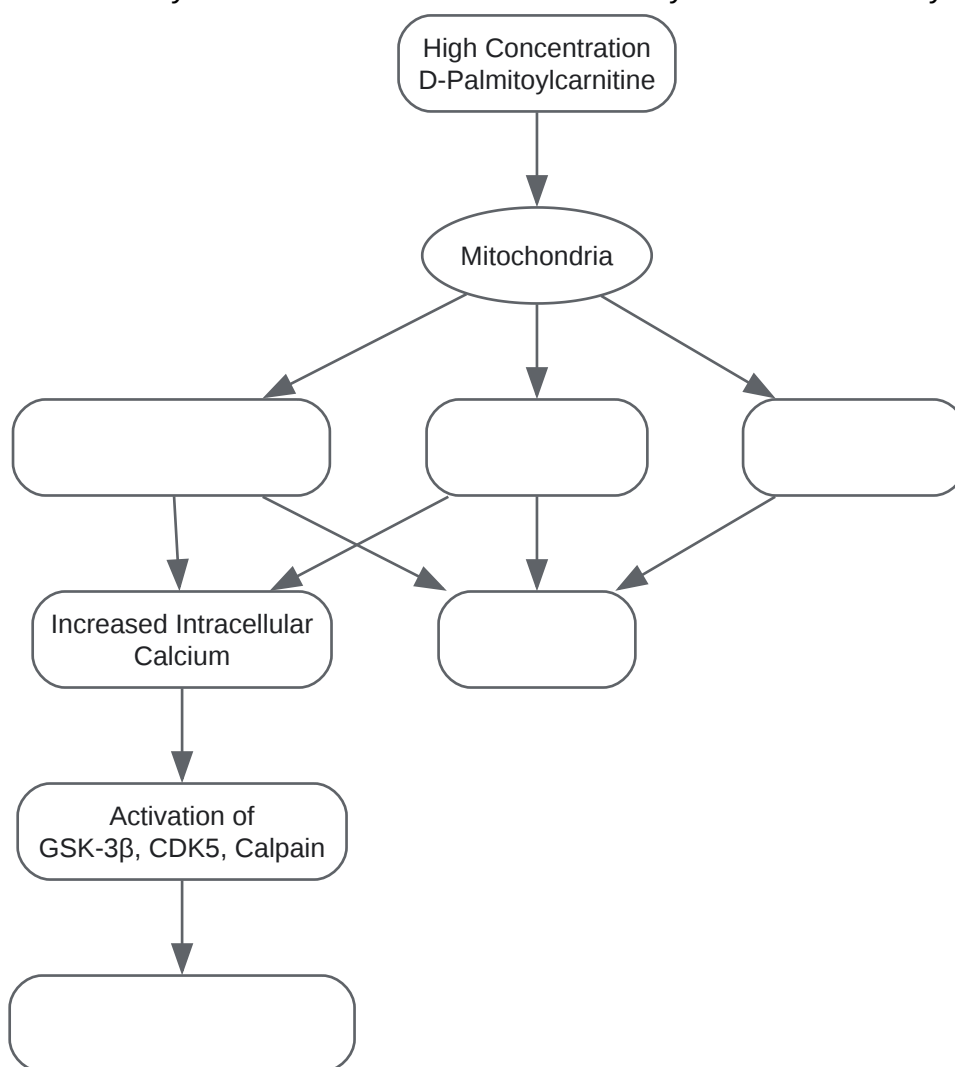 High Concentration
D-Palmitoylcarnitine
Mitochondria
Increased Intracellular
Calcium
Activation of
GSK-3β, CDK5, Calpain